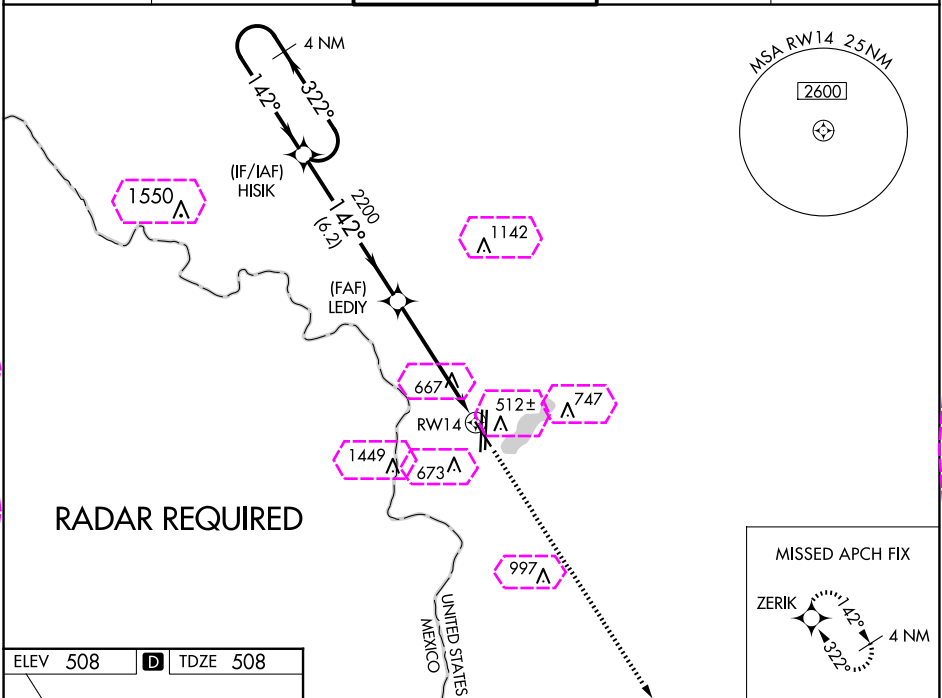 4 NM
MSA RW14 25NM
2600
142°
322°
(IF/IAF)
HISIK
1550
2200
142°
(6.2)
1142
(FAF)
LEDIY
667
512±
747
RW14
1449
673
RADAR REQUIRED
997
MISSED APCH FIX
ZERIK
142°
322°
4 NM
UNITED STATES
MEXICO
ELEV 508 D TDZE 508